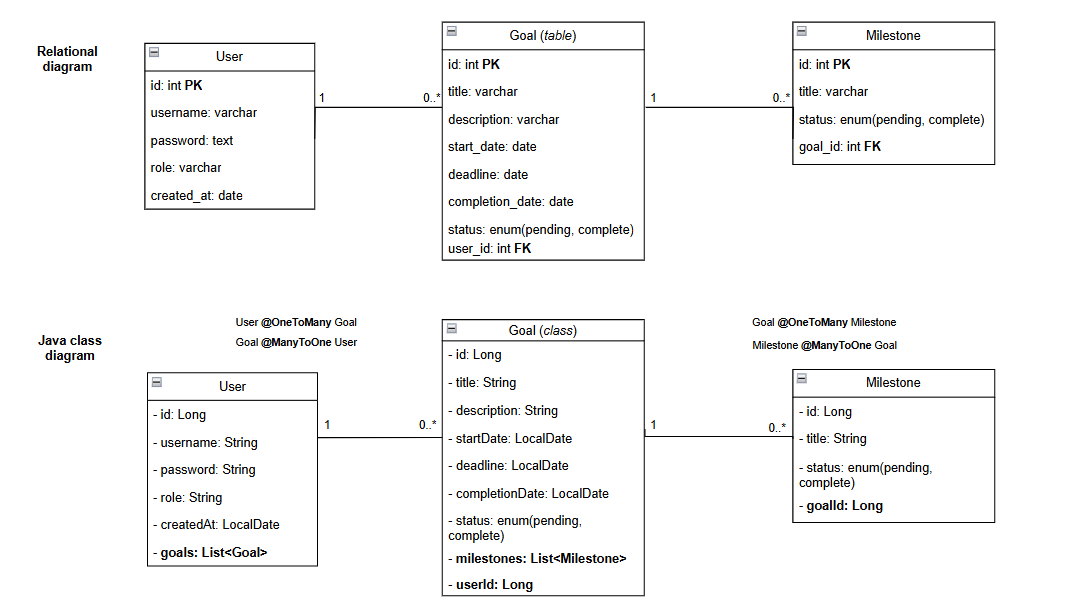 Relational
diagram
User
id: int PK
username: varchar
password: text
role: varchar
created_at: date
1
0..*
Goal (table)
id: int PK
title: varchar
description: varchar
start_date: date
deadline: date
completion_date: date
status: enum(pending, complete)
user_id: int FK
1
0..*
Milestone
id: int PK
title: varchar
status: enum(pending, complete)
goal_id: int FK
Java class
diagram
User @OneToMany Goal
Goal @ManyToOne User
User
- id: Long
- username: String
- password: String
- role: String
- createdAt: LocalDate
- goals: List<Goal>
1
0..*
Goal (class)
- id: Long
- title: String
- description: String
- startDate: LocalDate
- deadline: LocalDate
- completionDate: LocalDate
- status: enum(pending,
complete)
- milestones: List<Milestone>
- userId: Long
Goal @OneToMany Milestone
Milestone @ManyToOne Goal
1
0..*
Milestone
- id: Long
- title: String
- status: enum(pending,
complete)
- goalId: Long